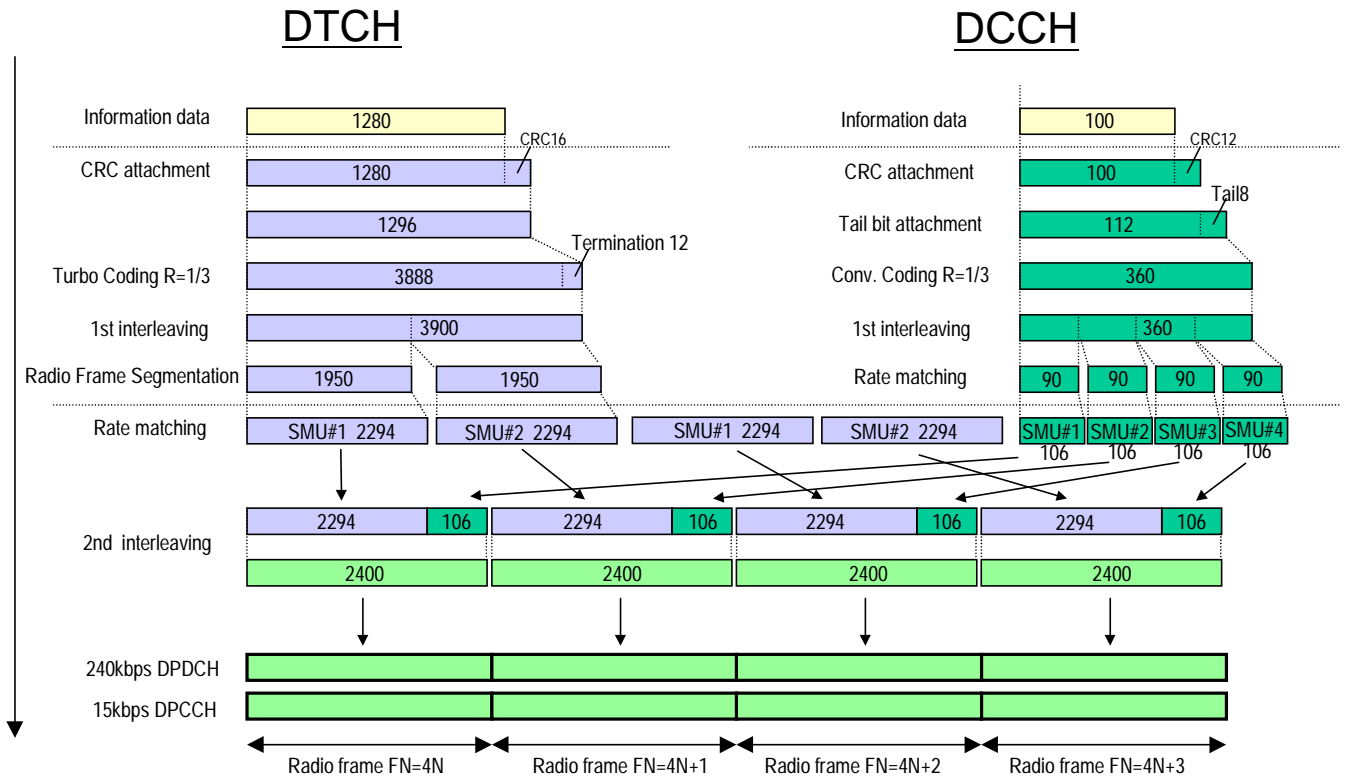 DTCH
DCCH
Information data
1280
Information data
100
CRC16
CRC12
CRC attachment
1280
CRC attachment
100
Tail8
1296
Tail bit attachment
112
Termination 12
Turbo Coding R=1/3
3888
Conv. Coding R=1/3
360
1st interleaving
3900
1st interleaving
360
Radio Frame Segmentation
1950
1950
Rate matching
90
90
90
90
Rate matching
SMU#1 2294
SMU#2 2294
SMU#1 2294
SMU#2 2294
SMU#1
SMU#2
SMU#3
SMU#4
106
106
106
106
2nd interleaving
2294
106
2294
106
2294
106
2294
106
2400
2400
2400
2400
240kbps DPDCH
15kbps DPCCH
Radio frame FN=4N
Radio frame FN=4N+1
Radio frame FN=4N+2
Radio frame FN=4N+3